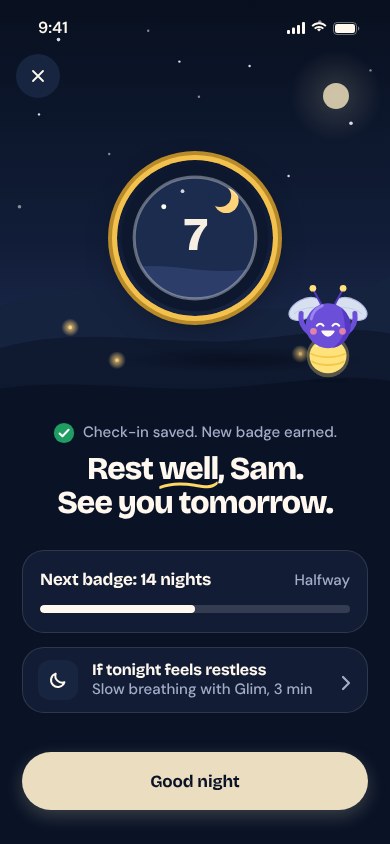 9:41
7
Check-in saved. New badge earned.
Rest well, Sam.
See you tomorrow.
Next badge: 14 nights
Halfway
If tonight feels restless
Slow breathing with Glim, 3 min
Good night